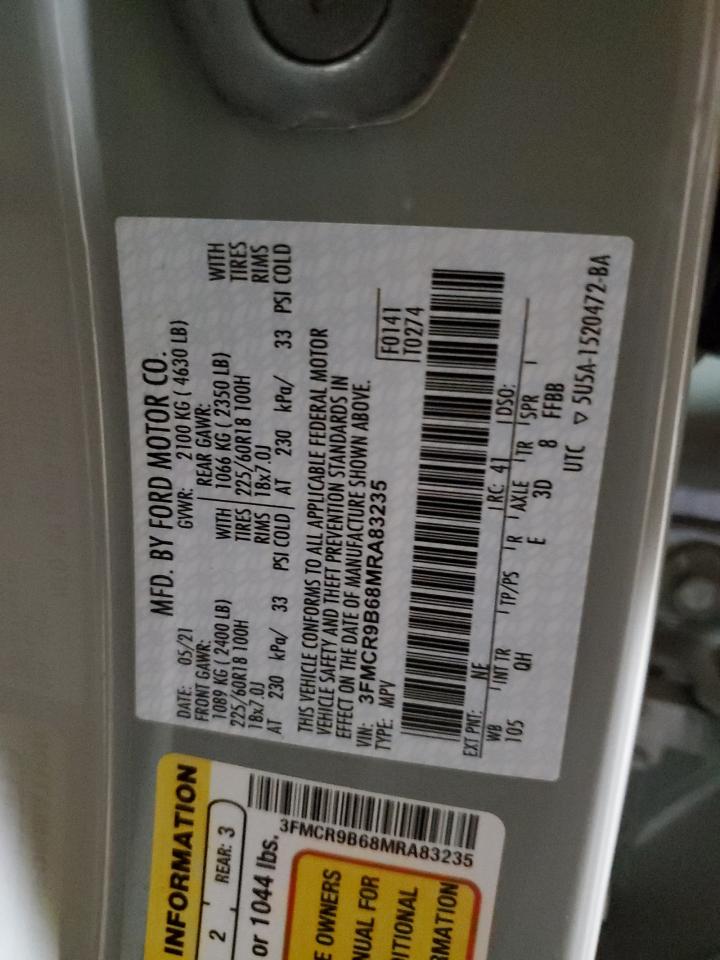 MFD. BY FORD MOTOR CO.
DATE: 05/21 GVWR: 2100 KG ( 4630 LB)
FRONT GAWR: REAR GAWR:
1089 KG ( 2400 LB) WITH 1066 KG ( 2350 LB) WITH
225/60R18 100H TIRES 225/60R18 100H TIRES
18x7.0J RIMS 18x7.0J RIMS
AT 230 kPa/ 33 PSI COLD AT 230 kPa/ 33 PSI COLD
THIS VEHICLE CONFORMS TO ALL APPLICABLE FEDERAL MOTOR
VEHICLE SAFETY AND THEFT PREVENTION STANDARDS IN
EFFECT ON THE DATE OF MANUFACTURE SHOWN ABOVE.
VIN: 3FMCR9B68MRA83235 F0141
TYPE: MPV T0274
EXT PNT: NE RC: 41 DSO:
WB INT TR TP/PS R AXLE TR SPR
105 QH E 3D 8 FFBB
UTC ▽ 5U5A-1520472-BA
INFORMATION
2 REAR: 3
or 1044 lbs.
3FMCR9B68MRA83235
E OWNERS
NUAL FOR
ITIONAL
RMATION